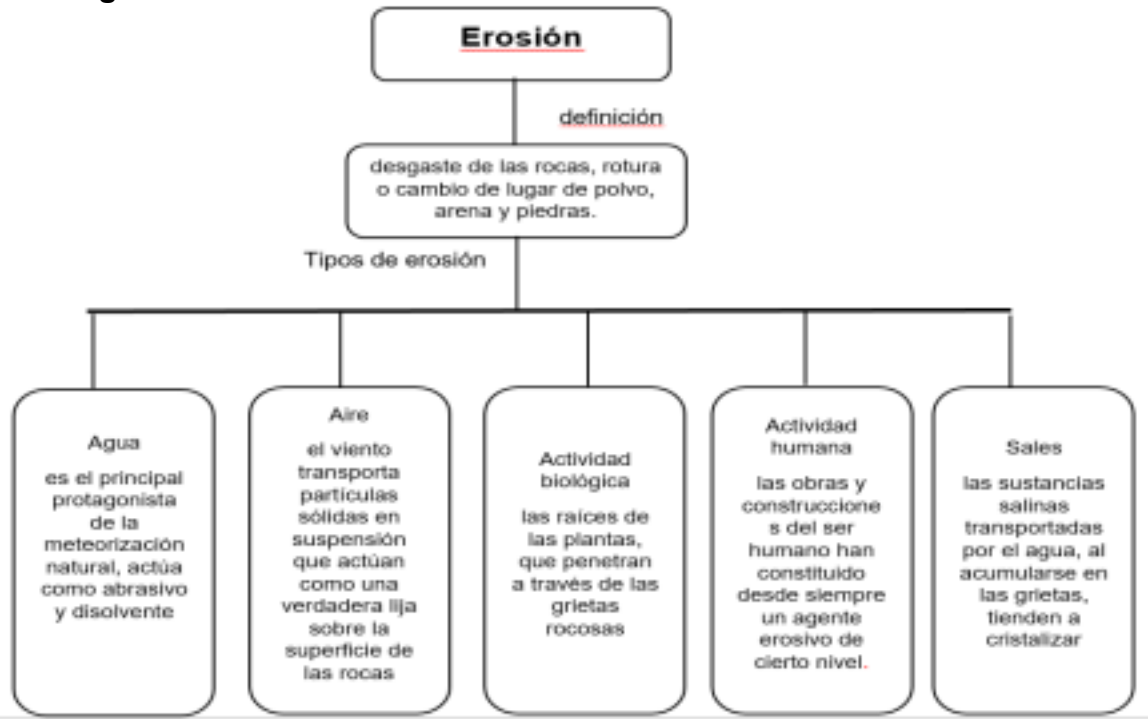 Erosión
definición
desgaste de las rocas, rotura
o cambio de lugar de polvo,
arena y piedras.
Tipos de erosión
Agua
es el principal
protagonista
de la
meteorización
natural, actúa
como abrasivo
y disolvente
Aire
el viento
transporta
partículas
sólidas en
suspensión
que actúan
como una
verdadera lija
sobre la
superficie de
las rocas
Actividad
biológica
las raíces de
las plantas,
que penetran
a través de las
grietas
rocosas
Actividad
humana
las obras y
construccione
s del ser
humano han
constituido
desde siempre
un agente
erosivo de
cierto nivel.
Sales
las sustancias
salinas
transportadas
por el agua, al
acumularse en
las grietas,
tienden a
cristalizar